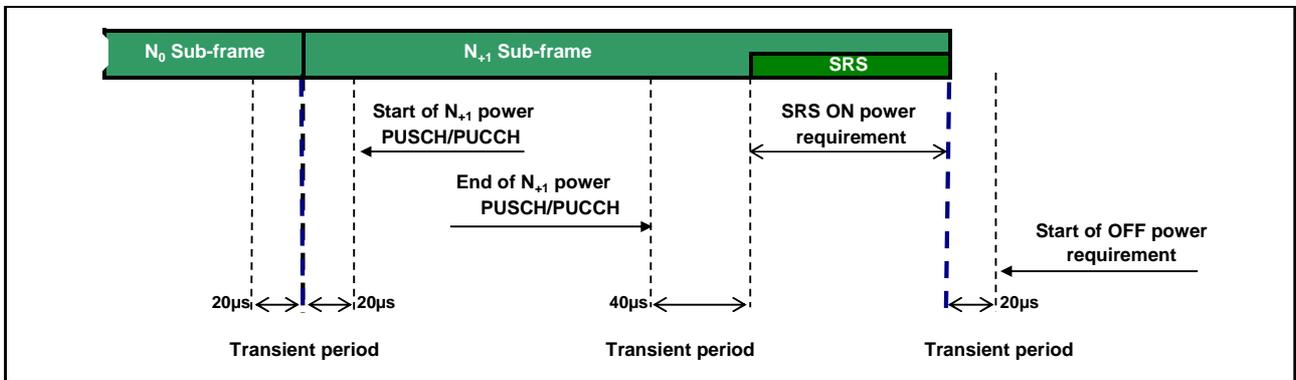 N₀ Sub-frame
N₊₁ Sub-frame
SRS
Start of N₊₁ power
PUSCH/PUCCH
SRS ON power
requirement
End of N₊₁ power
PUSCH/PUCCH
Start of OFF power
requirement
20µs
20µs
40µs
20µs
Transient period
Transient period
Transient period